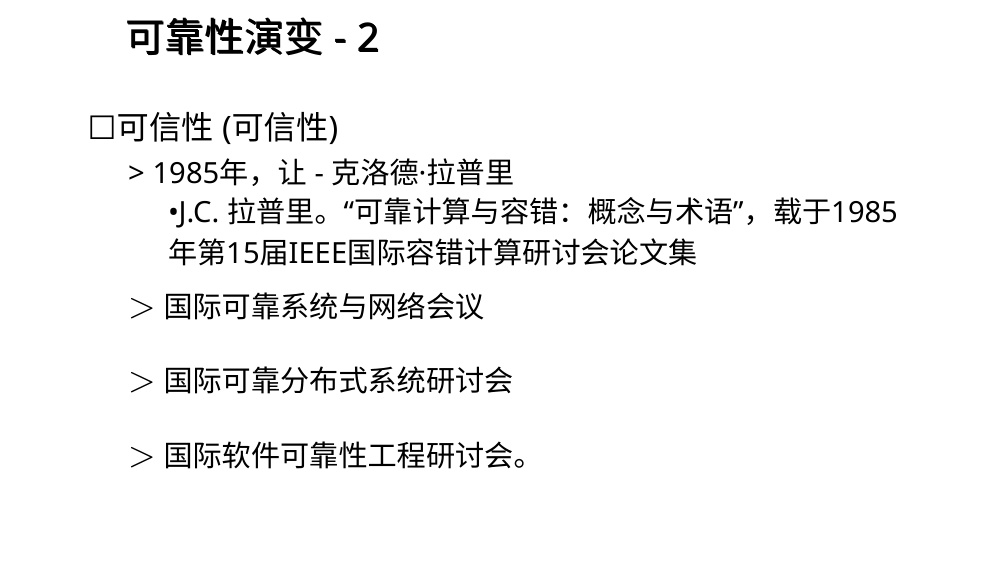 可靠性演变 - 2
□可信性 (可信性)
> 1985年，让 - 克洛德·拉普里
•J.C. 拉普里。“可靠计算与容错：概念与术语”，载于1985
年第15届IEEE国际容错计算研讨会论文集
＞ 国际可靠系统与网络会议
＞ 国际可靠分布式系统研讨会
＞ 国际软件可靠性工程研讨会。